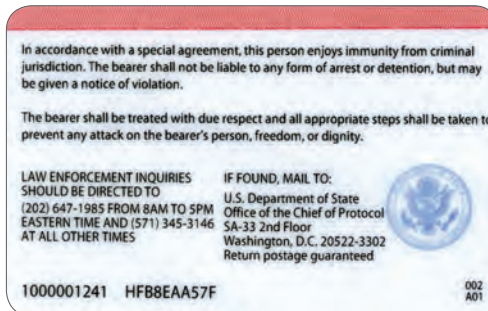 In accordance with a special agreement, this person enjoys immunity from criminal
jurisdiction. The bearer shall not be liable to any form of arrest or detention, but may
be given a notice of violation.
The bearer shall be treated with due respect and all appropriate steps shall be taken to
prevent any attack on the bearer's person, freedom, or dignity.
LAW ENFORCEMENT INQUIRIES
SHOULD BE DIRECTED TO
(202) 647-1985 FROM 8AM TO 5PM
EASTERN TIME AND (571) 345-3146
AT ALL OTHER TIMES
IF FOUND, MAIL TO:
U.S. Department of State
Office of the Chief of Protocol
SA-33 2nd Floor
Washington, D.C. 20522-3302
Return postage guaranteed
1000001241 HFB8EAA57F
002
A01